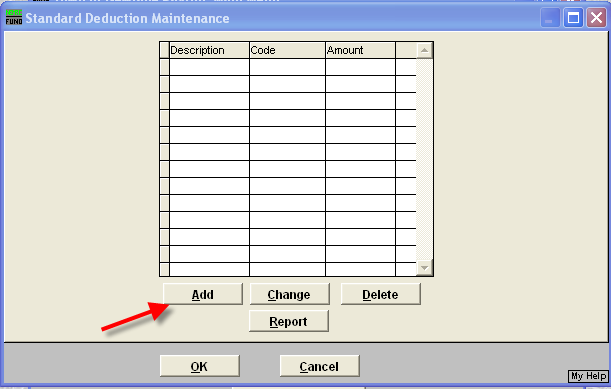 Standard Deduction Maintenance
FUND
Description Code Amount
Add Change Delete
Report
OK Cancel
My Help